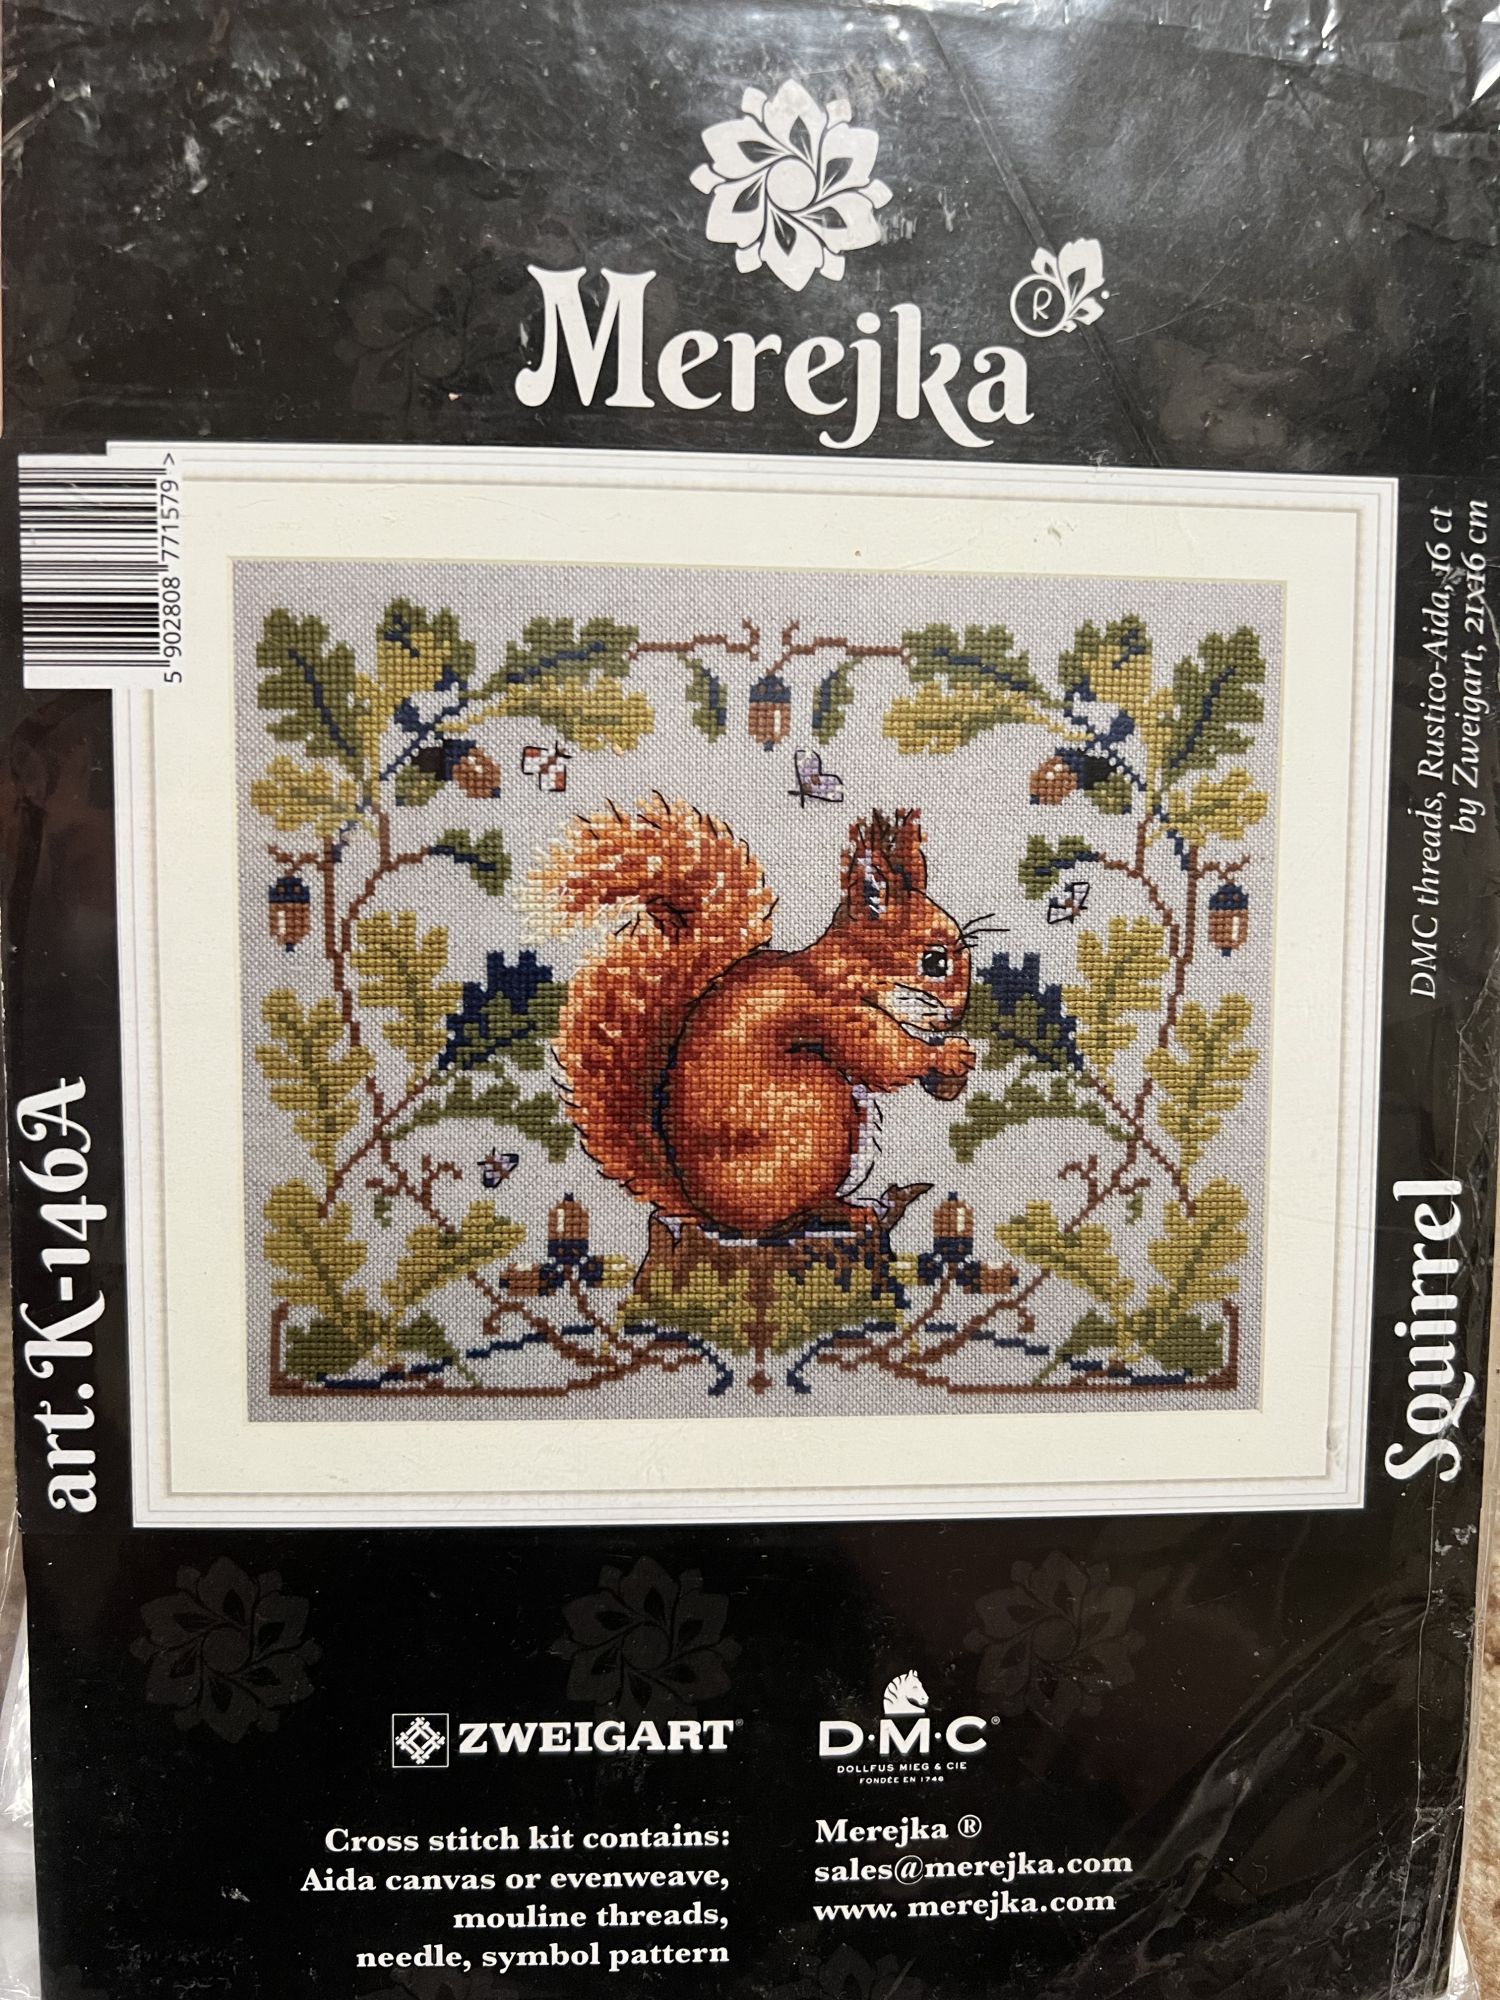 Merejka
R
5 902808 771579 >
art.K-146A
DMC threads, Rustico-Aida, 16 ct
by Zweigart, 21x16 cm
Squirrel
ZWEIGART®
D·M·C®
DOLLFUS MIEG & CIE
FONDÉE EN 1746
Cross stitch kit contains:
Aida canvas or evenweave,
mouline threads,
needle, symbol pattern
Merejka ®
sales@merejka.com
www. merejka.com